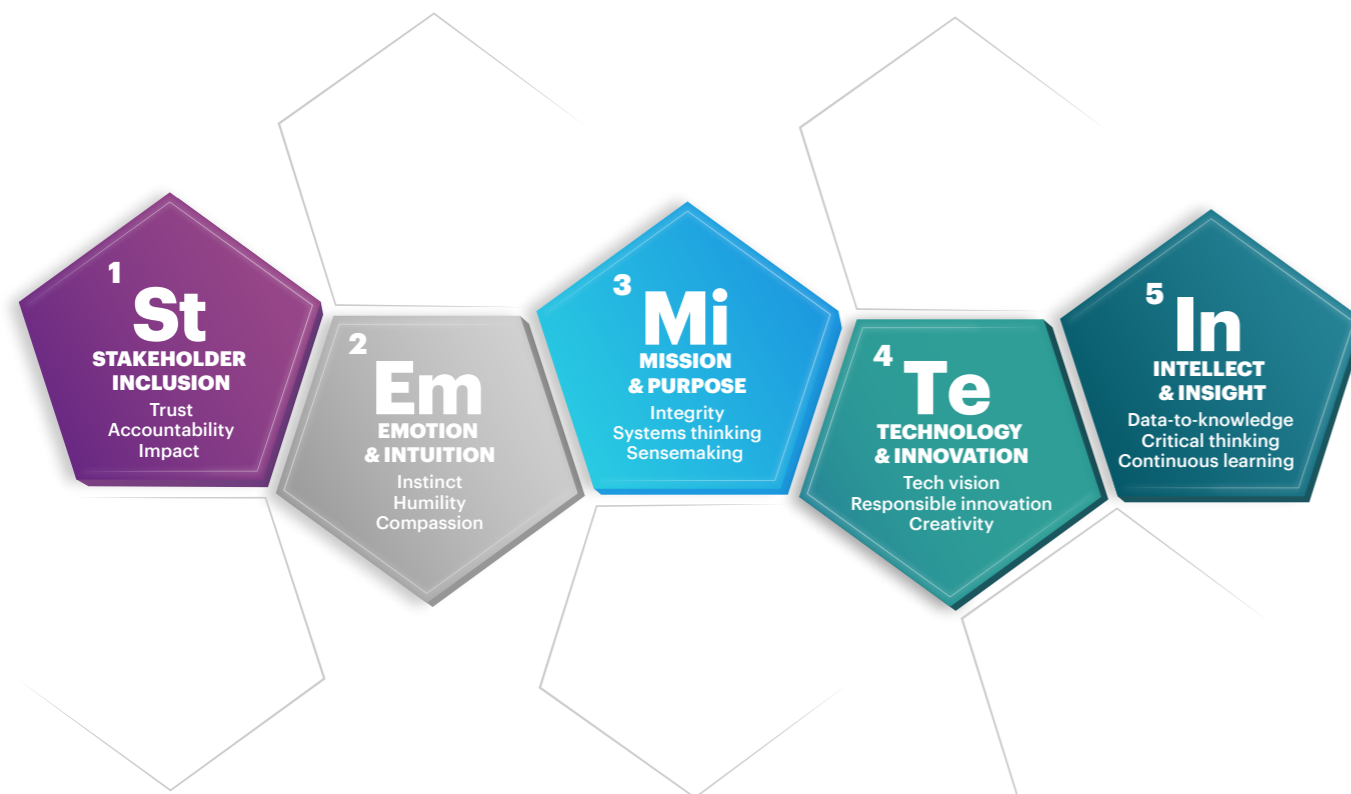 1
St
STAKEHOLDER
INCLUSION
Trust
Accountability
Impact
2
Em
EMOTION
& INTUITION
Instinct
Humility
Compassion
3
Mi
MISSION
& PURPOSE
Integrity
Systems thinking
Sensemaking
4
Te
TECHNOLOGY
& INNOVATION
Tech vision
Responsible innovation
Creativity
5
In
INTELLECT
& INSIGHT
Data-to-knowledge
Critical thinking
Continuous learning